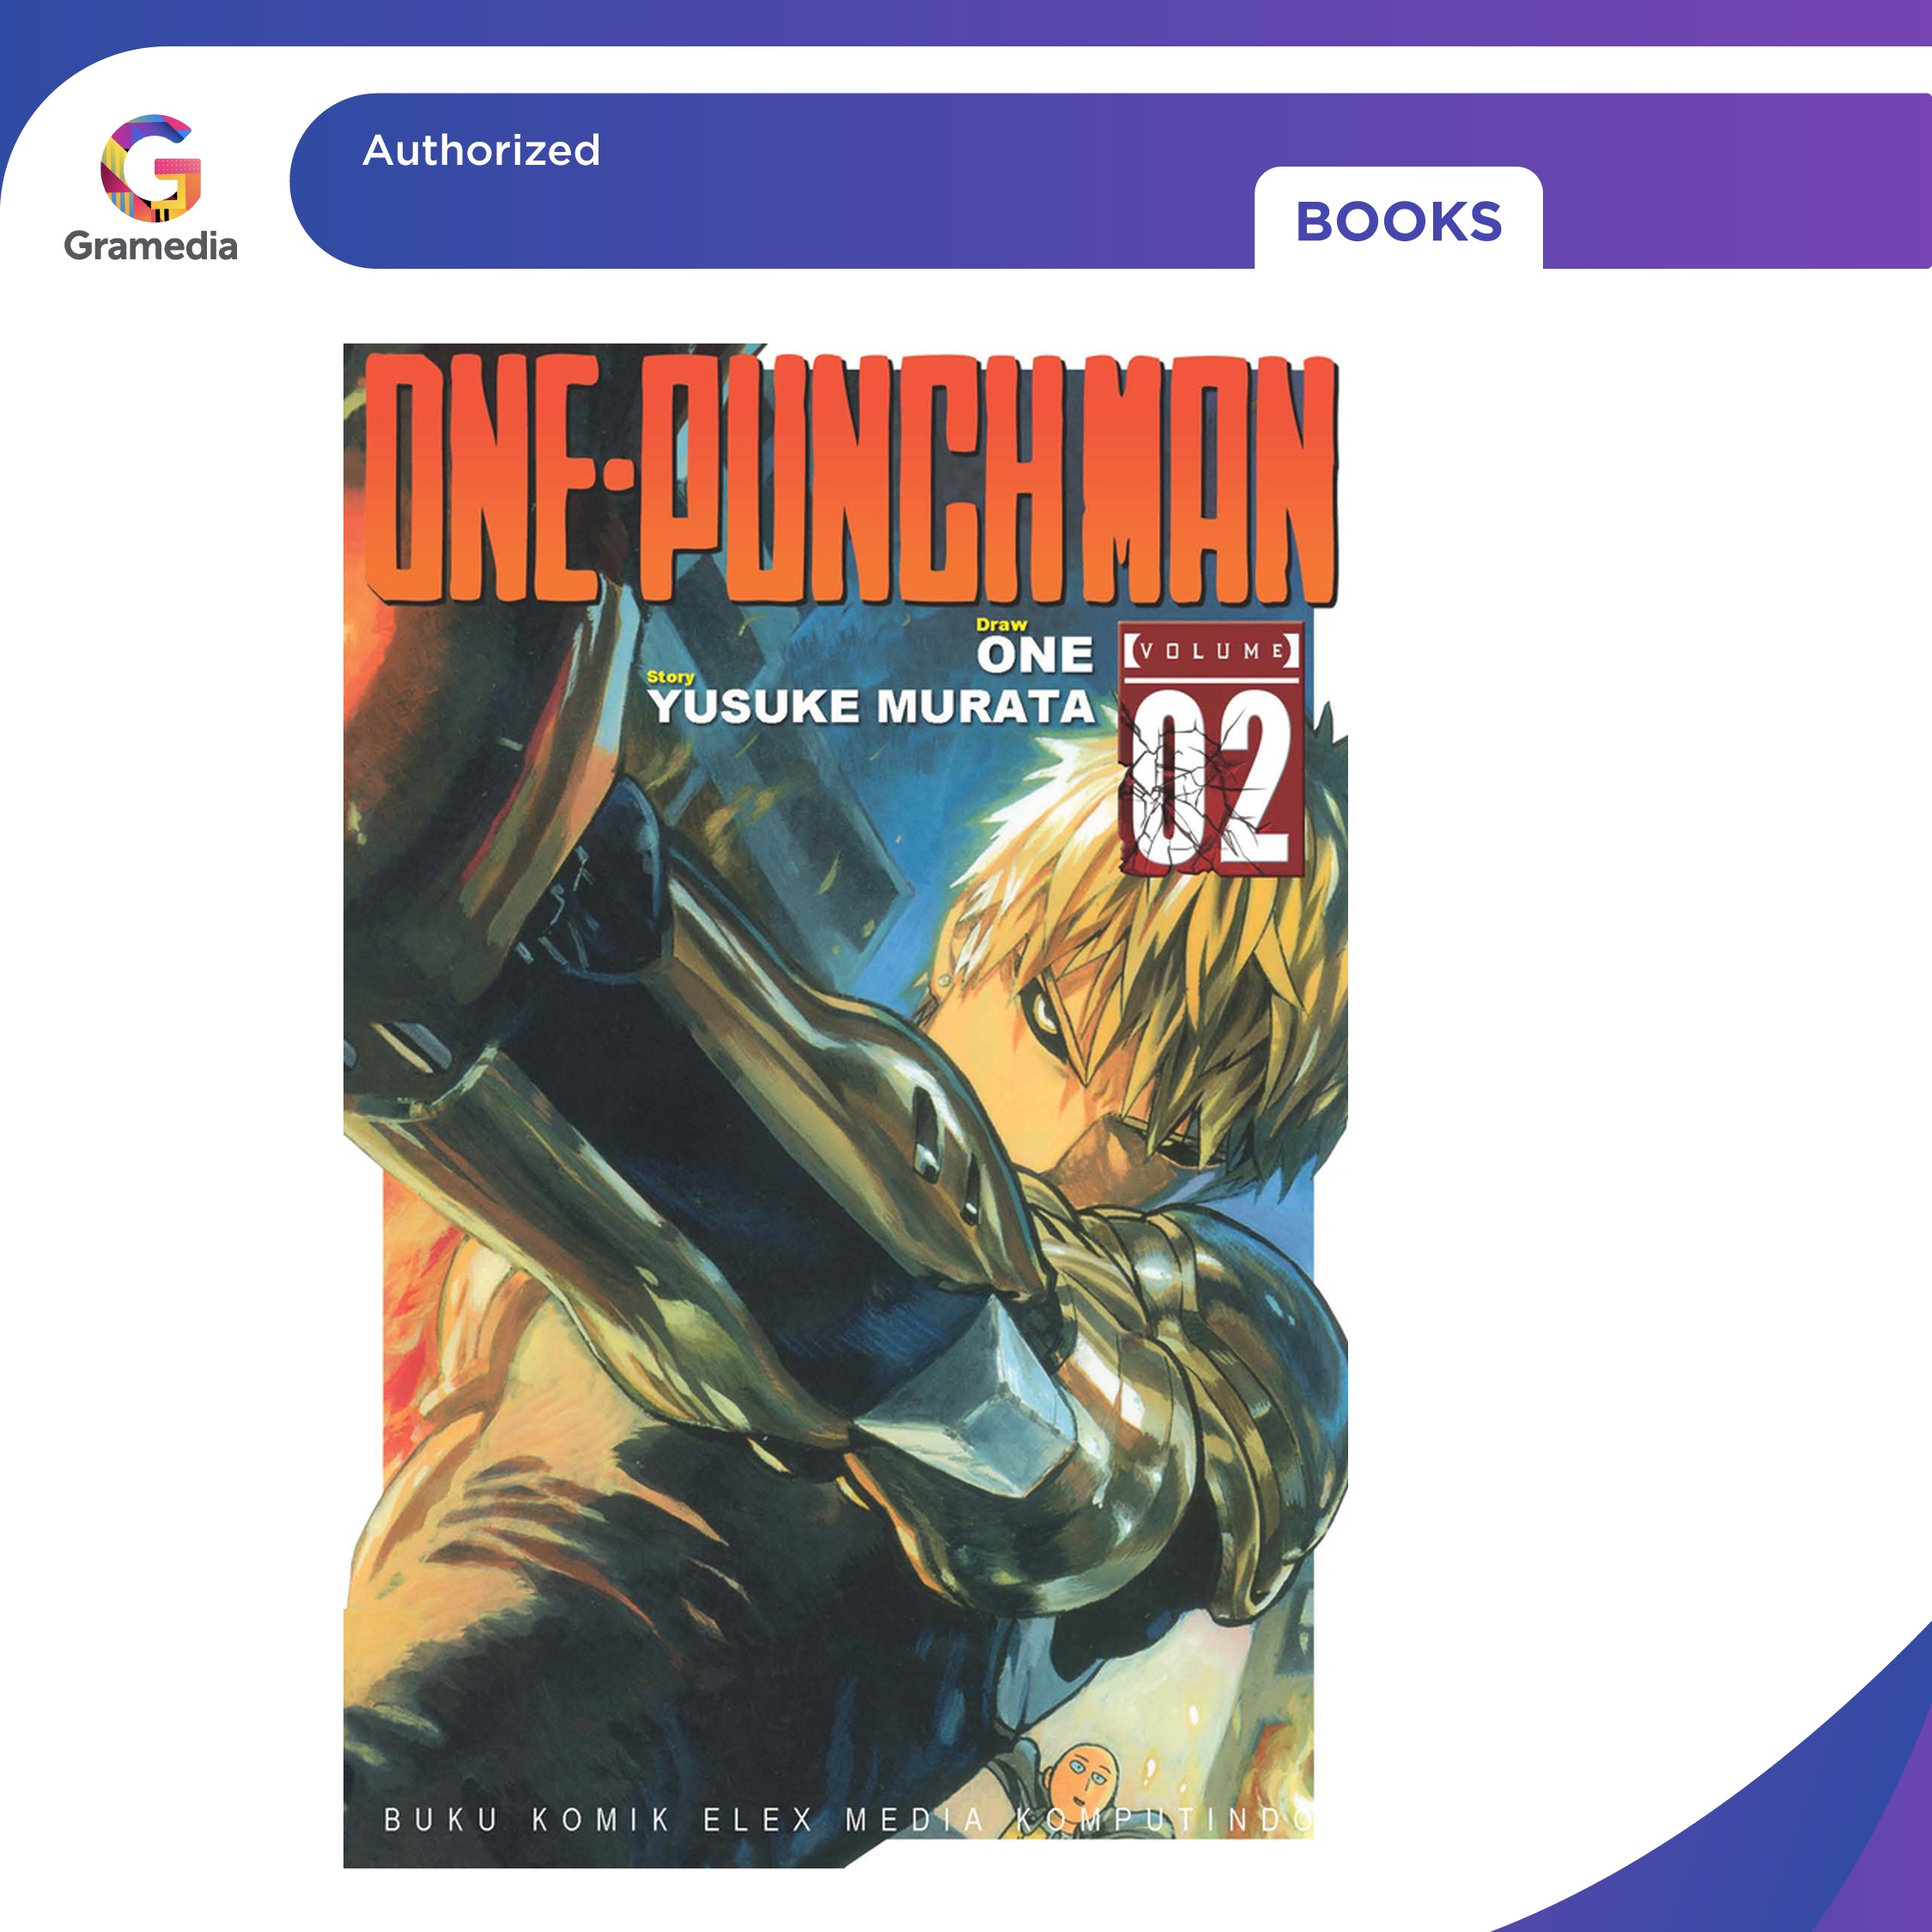 Authorized
Gramedia
BOOKS
ONE-PUNCH MAN
Draw
ONE
Story
YUSUKE MURATA
VOLUME
02
BUKU KOMIK ELEX MEDIA KOMPUTINDO